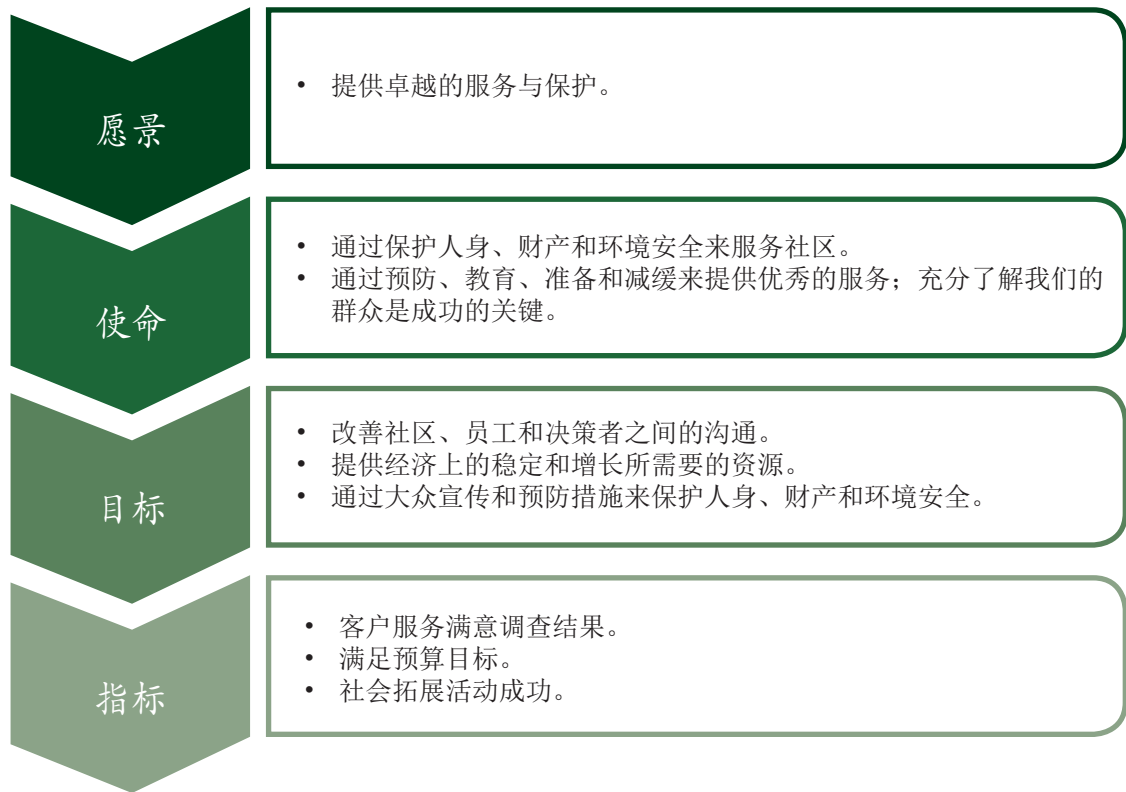 愿景
• 提供卓越的服务与保护。
使命
• 通过保护人身、财产和环境安全来服务社区。
• 通过预防、教育、准备和减缓来提供优秀的服务；充分了解我们的
群众是成功的关键。
目标
• 改善社区、员工和决策者之间的沟通。
• 提供经济上的稳定和增长所需要的资源。
• 通过大众宣传和预防措施来保护人身、财产和环境安全。
指标
• 客户服务满意调查结果。
• 满足预算目标。
• 社会拓展活动成功。